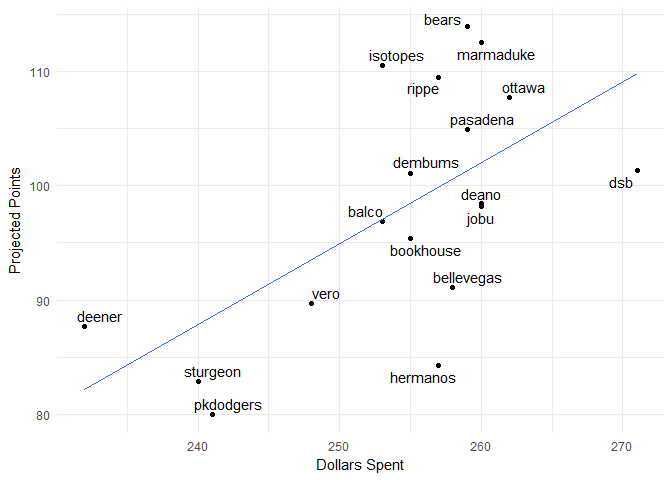 bears
marmaduke
isotopes
rippe
ottawa
pasadena
dembums
dsb
deano
balco
jobu
bookhouse
bellevegas
vero
deener
hermanos
sturgeon
pkdodgers
110
100
90
80
Projected Points
240 250 260 270
Dollars Spent